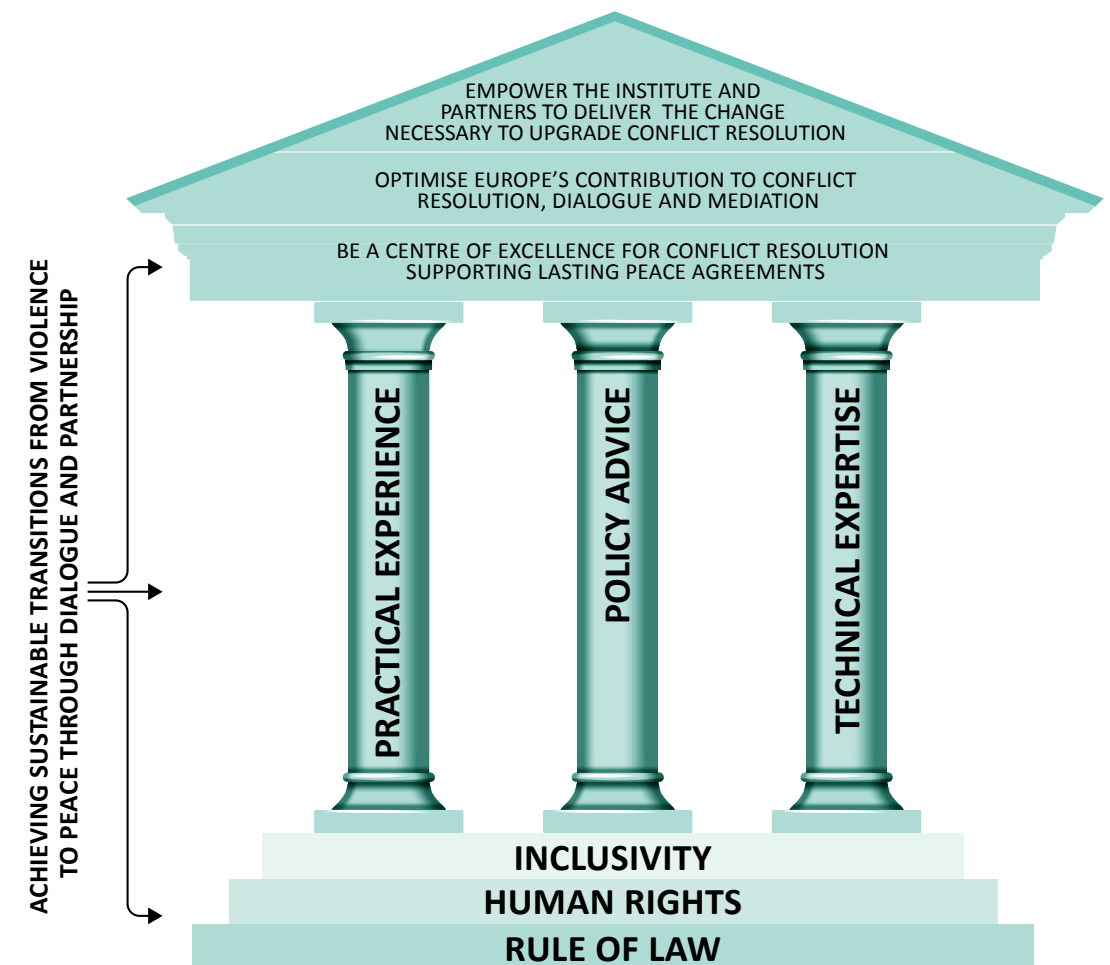 EMPOWER THE INSTITUTE AND
PARTNERS TO DELIVER THE CHANGE
NECESSARY TO UPGRADE CONFLICT RESOLUTION
OPTIMISE EUROPE'S CONTRIBUTION TO CONFLICT
RESOLUTION, DIALOGUE AND MEDIATION
BE A CENTRE OF EXCELLENCE FOR CONFLICT RESOLUTION
SUPPORTING LASTING PEACE AGREEMENTS
ACHIEVING SUSTAINABLE TRANSITIONS FROM VIOLENCE
TO PEACE THROUGH DIALOGUE AND PARTNERSHIP
PRACTICAL EXPERIENCE
POLICY ADVICE
TECHNICAL EXPERTISE
INCLUSIVITY
HUMAN RIGHTS
RULE OF LAW